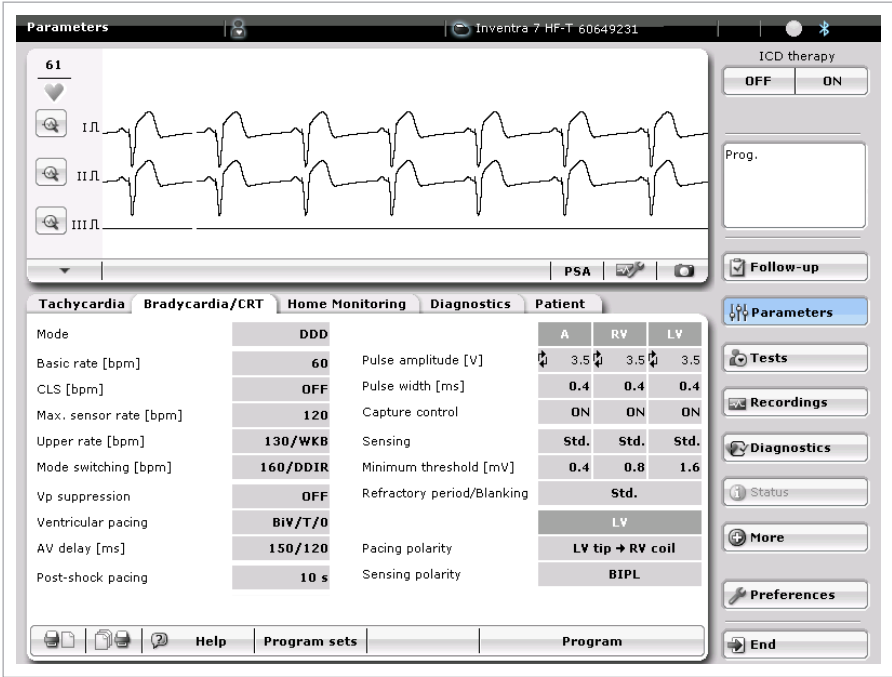 Parameters
Inventra 7 HF-T 60649231
61
I
II
III
PSA
Tachycardia Bradycardia/CRT Home Monitoring Diagnostics Patient
Mode DDD
Basic rate [bpm] 60
CLS [bpm] OFF
Max. sensor rate [bpm] 120
Upper rate [bpm] 130/WKB
Mode switching [bpm] 160/DDIR
Vp suppression OFF
Ventricular pacing BiV/T/0
AV delay [ms] 150/120
Post-shock pacing 10 s
A RV LV
Pulse amplitude [V] 3.5 3.5 3.5
Pulse width [ms] 0.4 0.4 0.4
Capture control ON ON ON
Sensing Std. Std. Std.
Minimum threshold [mV] 0.4 0.8 1.6
Refractory period/Blanking Std.
LV
Pacing polarity LV tip → RV coil
Sensing polarity BIPL
Help Program sets Program
ICD therapy
OFF ON
Prog.
Follow-up
Parameters
Tests
Recordings
Diagnostics
Status
More
Preferences
End